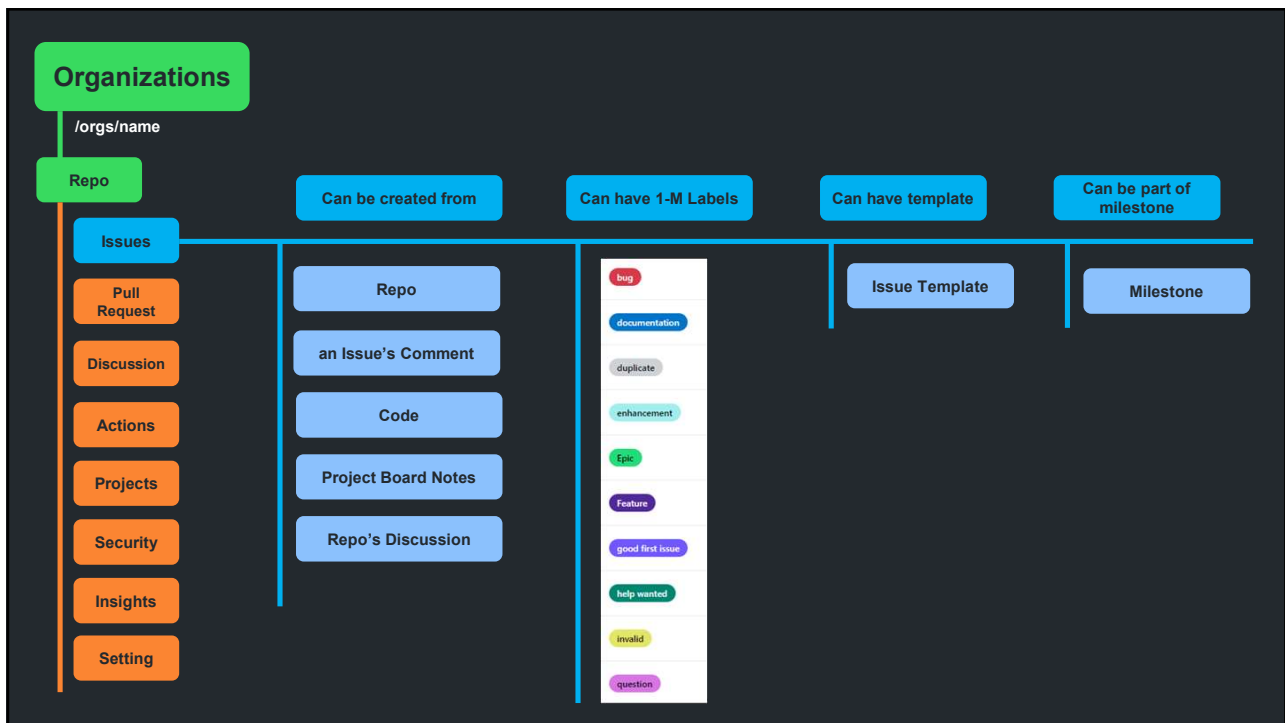 Organizations
/orgs/name
Repo
Issues
Pull
Request
Discussion
Actions
Projects
Security
Insights
Setting
Can be created from
Repo
an Issue's Comment
Code
Project Board Notes
Repo's Discussion
Can have 1-M Labels
bug
documentation
duplicate
enhancement
Epic
Feature
good first issue
help wanted
invalid
question
Can have template
Issue Template
Can be part of
milestone
Milestone